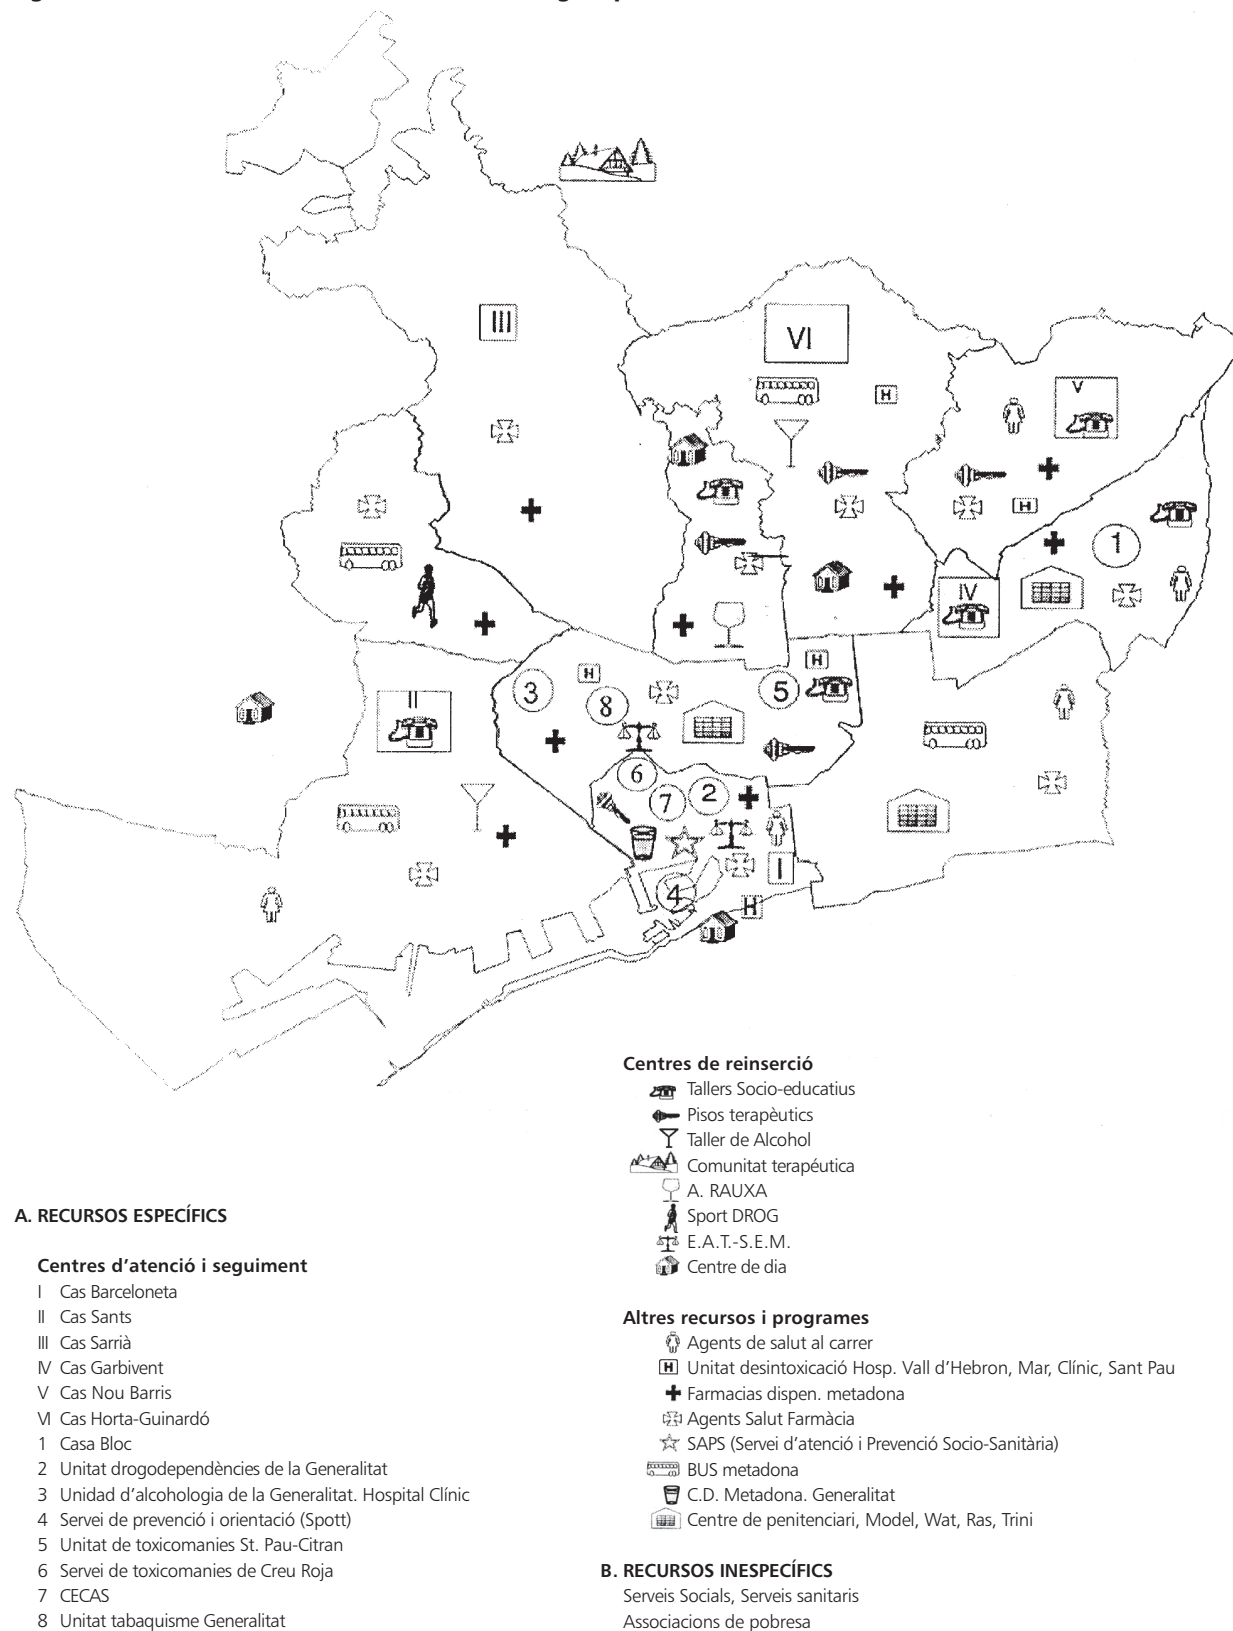 III
VI
H
V
H
1
IV
H
H
3
5
8
II
6
7
2
I
4
H
Centres de reinserció
Tallers Socio-educatius
Pisos terapèutics
Taller de Alcohol
Comunitat terapéutica
A. RAUXA
Sport DROG
E.A.T.-S.E.M.
Centre de dia
Altres recursos i programes
Agents de salut al carrer
H Unitat desintoxicació Hosp. Vall d'Hebron, Mar, Clínic, Sant Pau
Farmacias dispen. metadona
Agents Salut Farmàcia
SAPS (Servei d'atenció i Prevenció Socio-Sanitària)
BUS metadona
C.D. Metadona. Generalitat
Centre de penitenciari, Model, Wat, Ras, Trini
A. RECURSOS ESPECÍFICS
Centres d'atenció i seguiment
I Cas Barceloneta
II Cas Sants
III Cas Sarrià
IV Cas Garbivent
V Cas Nou Barris
VI Cas Horta-Guinardó
1 Casa Bloc
2 Unitat drogodependències de la Generalitat
3 Unidad d'alcohologia de la Generalitat. Hospital Clínic
4 Servei de prevenció i orientació (Spott)
5 Unitat de toxicomanies St. Pau-Citran
6 Servei de toxicomanies de Creu Roja
7 CECAS
8 Unitat tabaquisme Generalitat
B. RECURSOS INESPECÍFICS
Serveis Socials, Serveis sanitaris
Associacions de pobresa